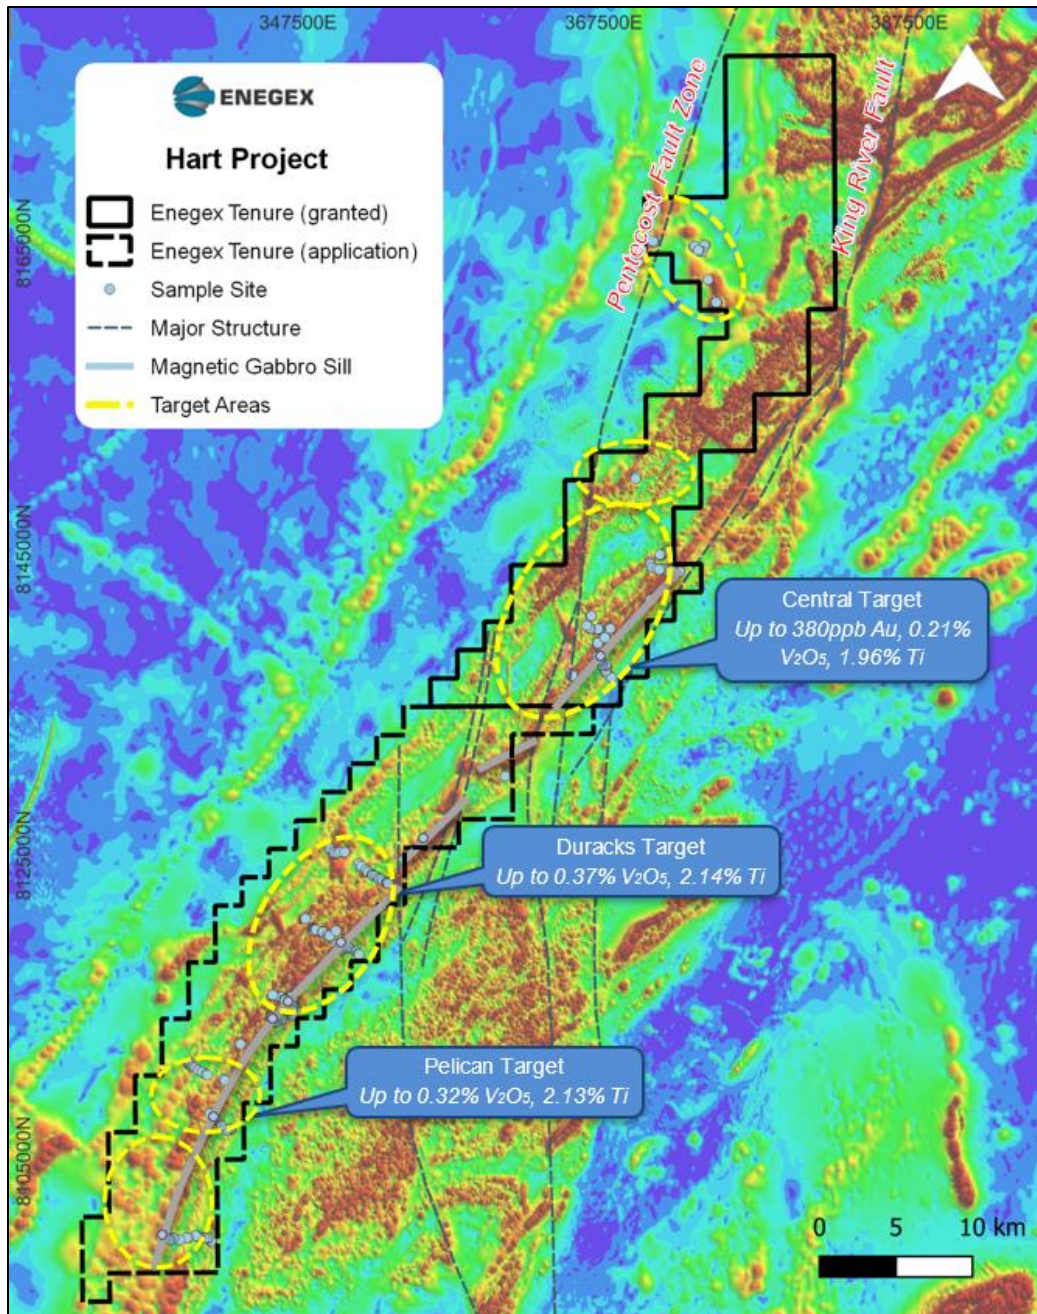 347500E
367500E
387500E
ENEGEX
Hart Project
Enegex Tenure (granted)
Enegex Tenure (application)
Sample Site
Major Structure
Magnetic Gabbro Sill
Target Areas
Pentecost Fault Zone
King River Fault
8165000N
8145000N
8125000N
8105000N
Central Target
Up to 380ppb Au, 0.21%
V₂O₅, 1.96% Ti
Duracks Target
Up to 0.37% V₂O₅, 2.14% Ti
Pelican Target
Up to 0.32% V₂O₅, 2.13% Ti
0 5 10 km